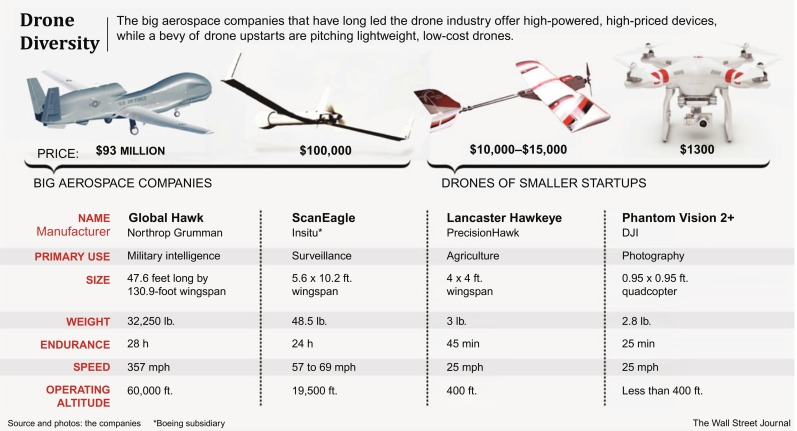 Drone
Diversity
The big aerospace companies that have long led the drone industry offer high-powered, high-priced devices,
while a bevy of drone upstarts are pitching lightweight, low-cost drones.
U.S. AIR FORCE
PRICE: $93 MILLION $100,000 $10,000–$15,000 $1300
BIG AEROSPACE COMPANIES DRONES OF SMALLER STARTUPS
NAME Global Hawk ScanEagle Lancaster Hawkeye Phantom Vision 2+
Manufacturer Northrop Grumman Insitu* PrecisionHawk DJI
PRIMARY USE Military intelligence Surveillance Agriculture Photography
SIZE 47.6 feet long by 5.6 x 10.2 ft. 4 x 4 ft. 0.95 x 0.95 ft.
130.9-foot wingspan wingspan wingspan quadcopter
WEIGHT 32,250 lb. 48.5 lb. 3 lb. 2.8 lb.
ENDURANCE 28 h 24 h 45 min 25 min
SPEED 357 mph 57 to 69 mph 25 mph 25 mph
OPERATING 60,000 ft. 19,500 ft. 400 ft. Less than 400 ft.
ALTITUDE
Source and photos: the companies *Boeing subsidiary The Wall Street Journal